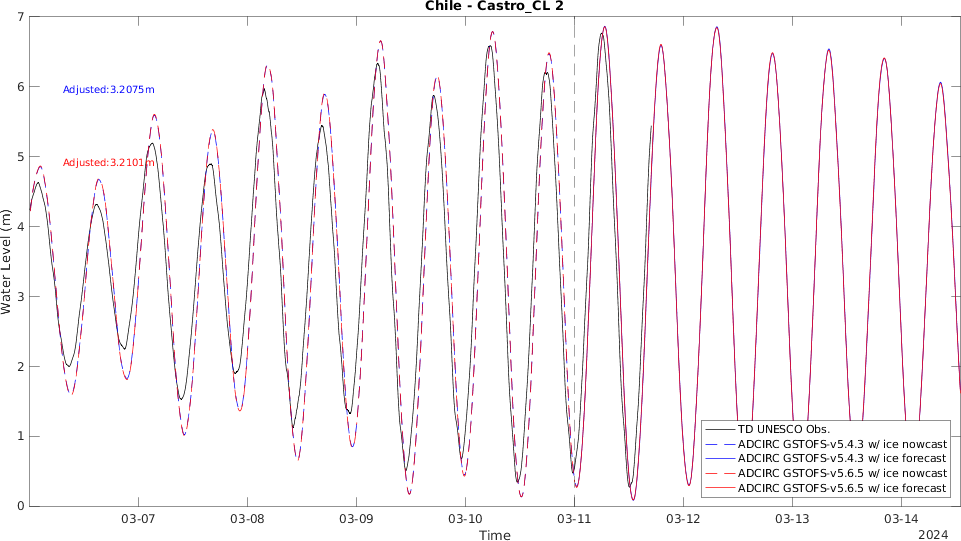 Chile - Castro_CL 2
7
6
5
4
3
2
1
0
Water Level (m)
Adjusted:3.2075m
Adjusted:3.2101m
TD UNESCO Obs.
ADCIRC GSTOFS-v5.4.3 w/ ice nowcast
ADCIRC GSTOFS-v5.4.3 w/ ice forecast
ADCIRC GSTOFS-v5.6.5 w/ ice nowcast
ADCIRC GSTOFS-v5.6.5 w/ ice forecast
03-07 03-08 03-09 03-10 03-11 03-12 03-13 03-14
Time
2024